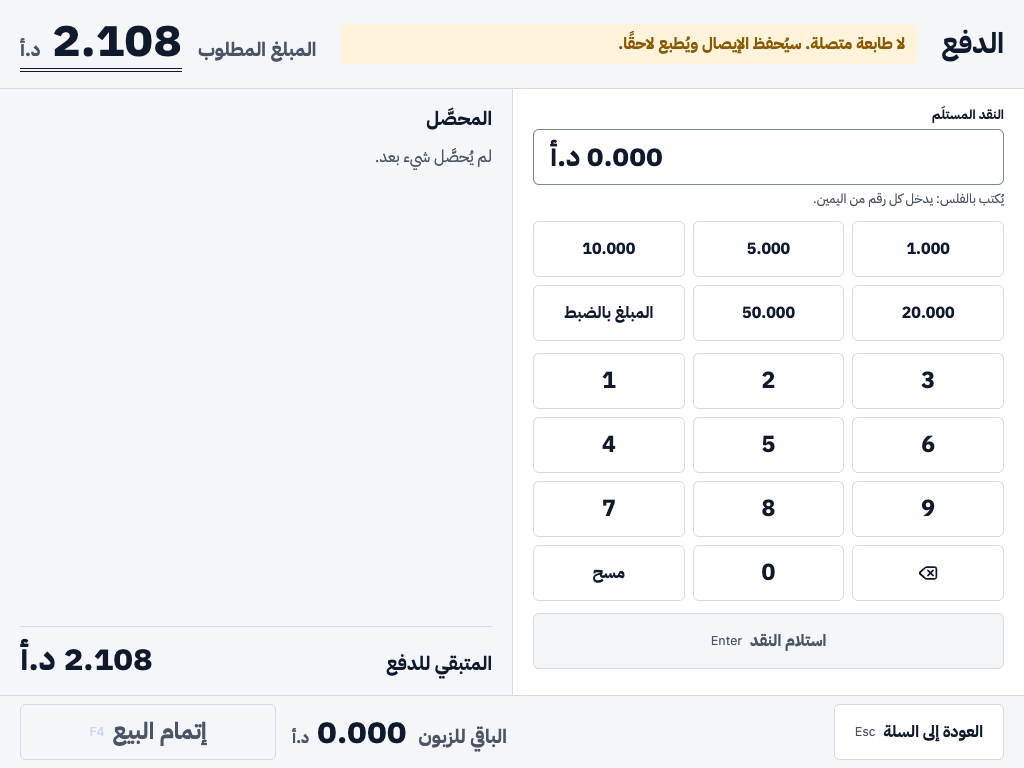 الدفع
لا طابعة متصلة. سيُحفظ الإيصال ويُطبع لاحقًا.
المبلغ المطلوب 2.108 د.أ
النقد المستلَم
0.000 د.أ
يُكتب بالفلس: يدخل كل رقم من اليمين.
1.000 5.000 10.000
20.000 50.000 المبلغ بالضبط
3 2 1
6 5 4
9 8 7
0 مسح
استلام النقد Enter
المحصَّل
لم يُحصَّل شيء بعد.
المتبقي للدفع 2.108 د.أ
العودة إلى السلة Esc
الباقي للزبون 0.000 د.أ
إتمام البيع F4